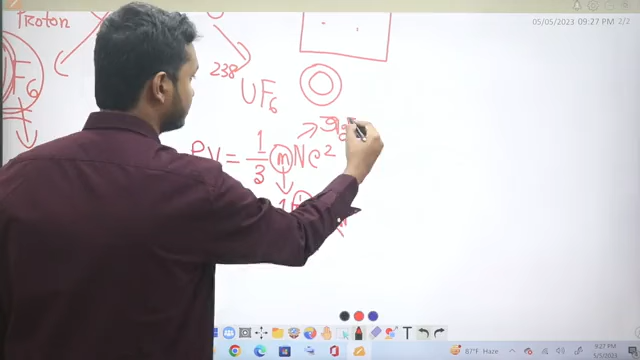 Proton
05/05/2023 09:27 PM 2/2
F6
238
UF6
PV = 1/3 mNc²
T
87°F Haze
9:27 PM
5/5/2023